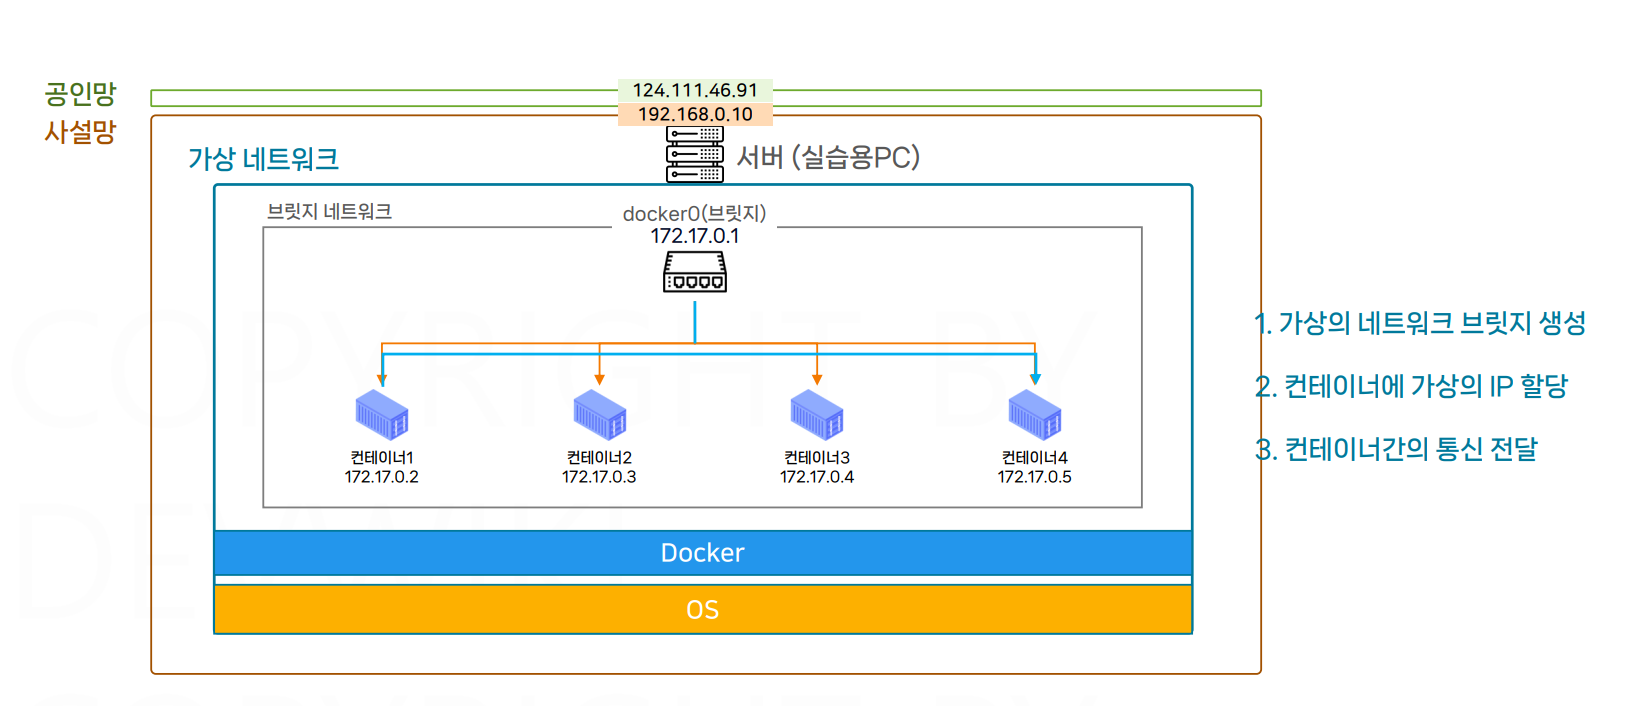 공인망
124.111.46.91
사설망
192.168.0.10
가상 네트워크
서버 (실습용PC)
브릿지 네트워크
docker0(브릿지)
172.17.0.1
1. 가상의 네트워크 브릿지 생성
2. 컨테이너에 가상의 IP 할당
3. 컨테이너간의 통신 전달
컨테이너1
172.17.0.2
컨테이너2
172.17.0.3
컨테이너3
172.17.0.4
컨테이너4
172.17.0.5
Docker
OS
COPYRIGHT BY